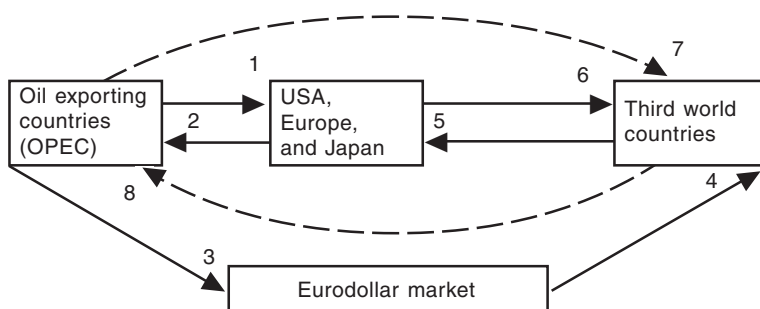 7
1
6
Oil exporting
countries
(OPEC)
USA,
Europe,
and Japan
Third world
countries
2
5
8
4
3
Eurodollar market